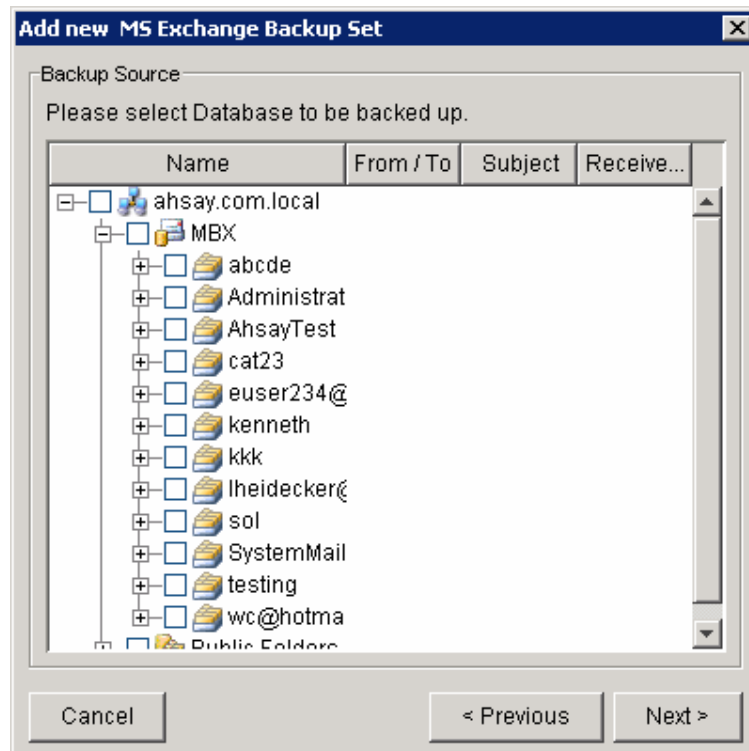 Add new MS Exchange Backup Set
Backup Source
Please select Database to be backed up.
Name From / To Subject Receive...
ahsay.com.local
MBX
abcde
Administrat
AhsayTest
cat23
euser234@
kenneth
kkk
lheidecker@
sol
SystemMail
testing
wc@hotma
Public Folders
Cancel < Previous Next >